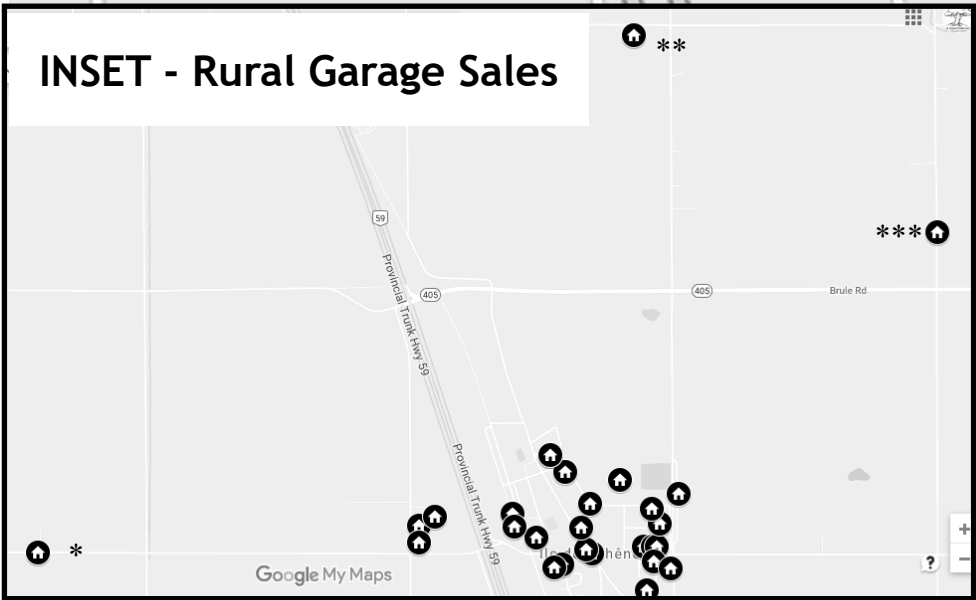 INSET - Rural Garage Sales
**
59
***
Provincial Trunk Hwy 59
405
405
Brule Rd
Provincial Trunk Hwy 59
*
Google My Maps
?
+
−